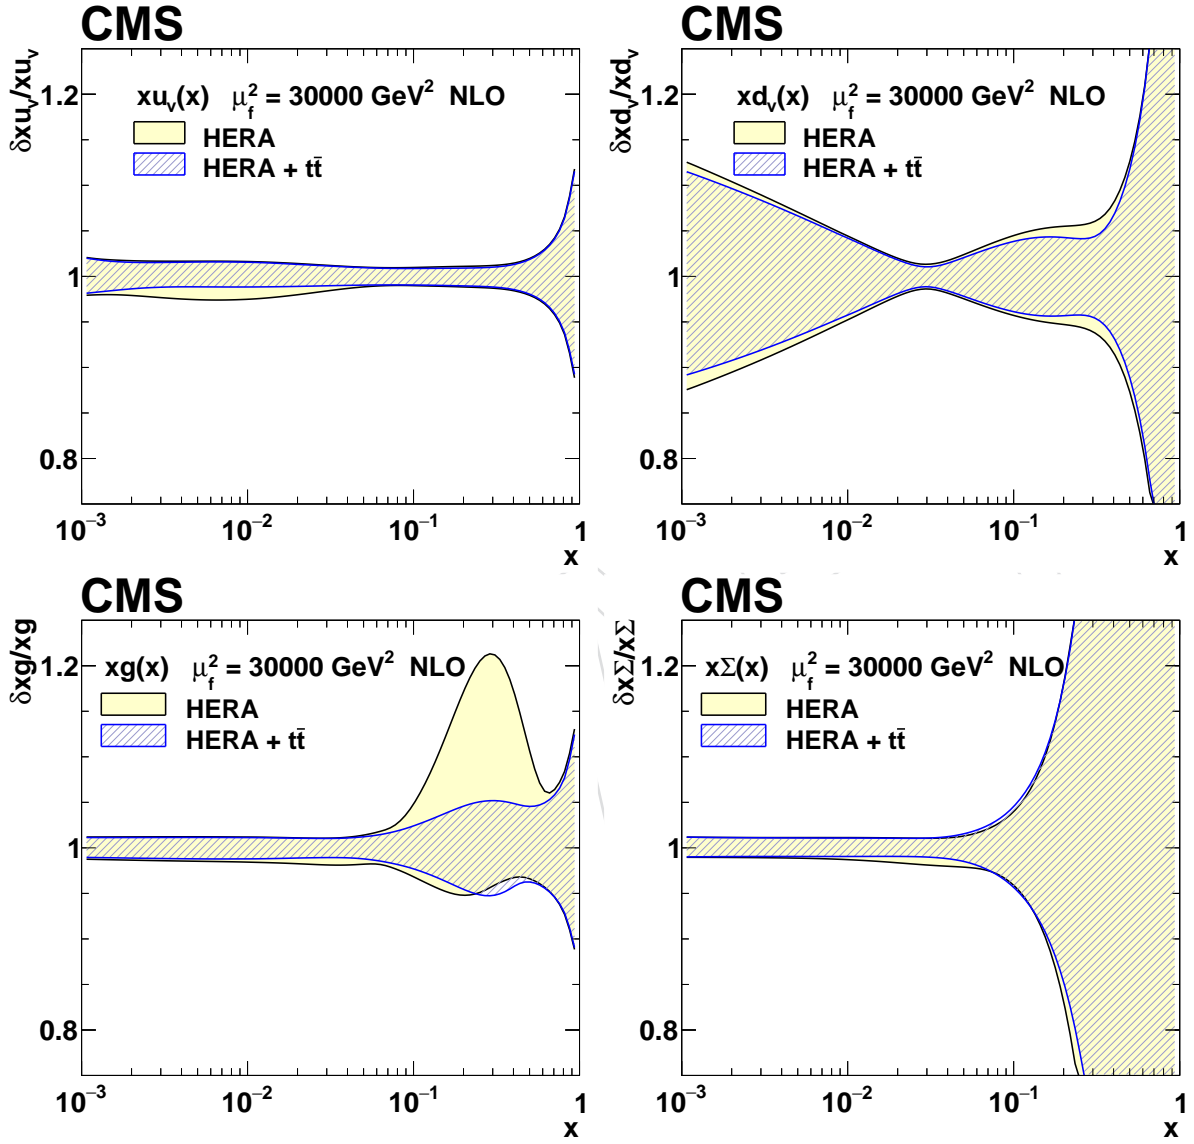 CMS
δxu_v/xu_v
xu_v(x) μ_f^2 = 30000 GeV^2 NLO
HERA
HERA + tt̄
1.2
1
0.8
10^−3 10^−2 10^−1 1
x
CMS
δxd_v/xd_v
xd_v(x) μ_f^2 = 30000 GeV^2 NLO
HERA
HERA + tt̄
1.2
1
0.8
10^−3 10^−2 10^−1 1
x
CMS
δxg/xg
xg(x) μ_f^2 = 30000 GeV^2 NLO
HERA
HERA + tt̄
1.2
1
0.8
10^−3 10^−2 10^−1 1
x
CMS
δxΣ/xΣ
xΣ(x) μ_f^2 = 30000 GeV^2 NLO
HERA
HERA + tt̄
1.2
1
0.8
10^−3 10^−2 10^−1 1
x